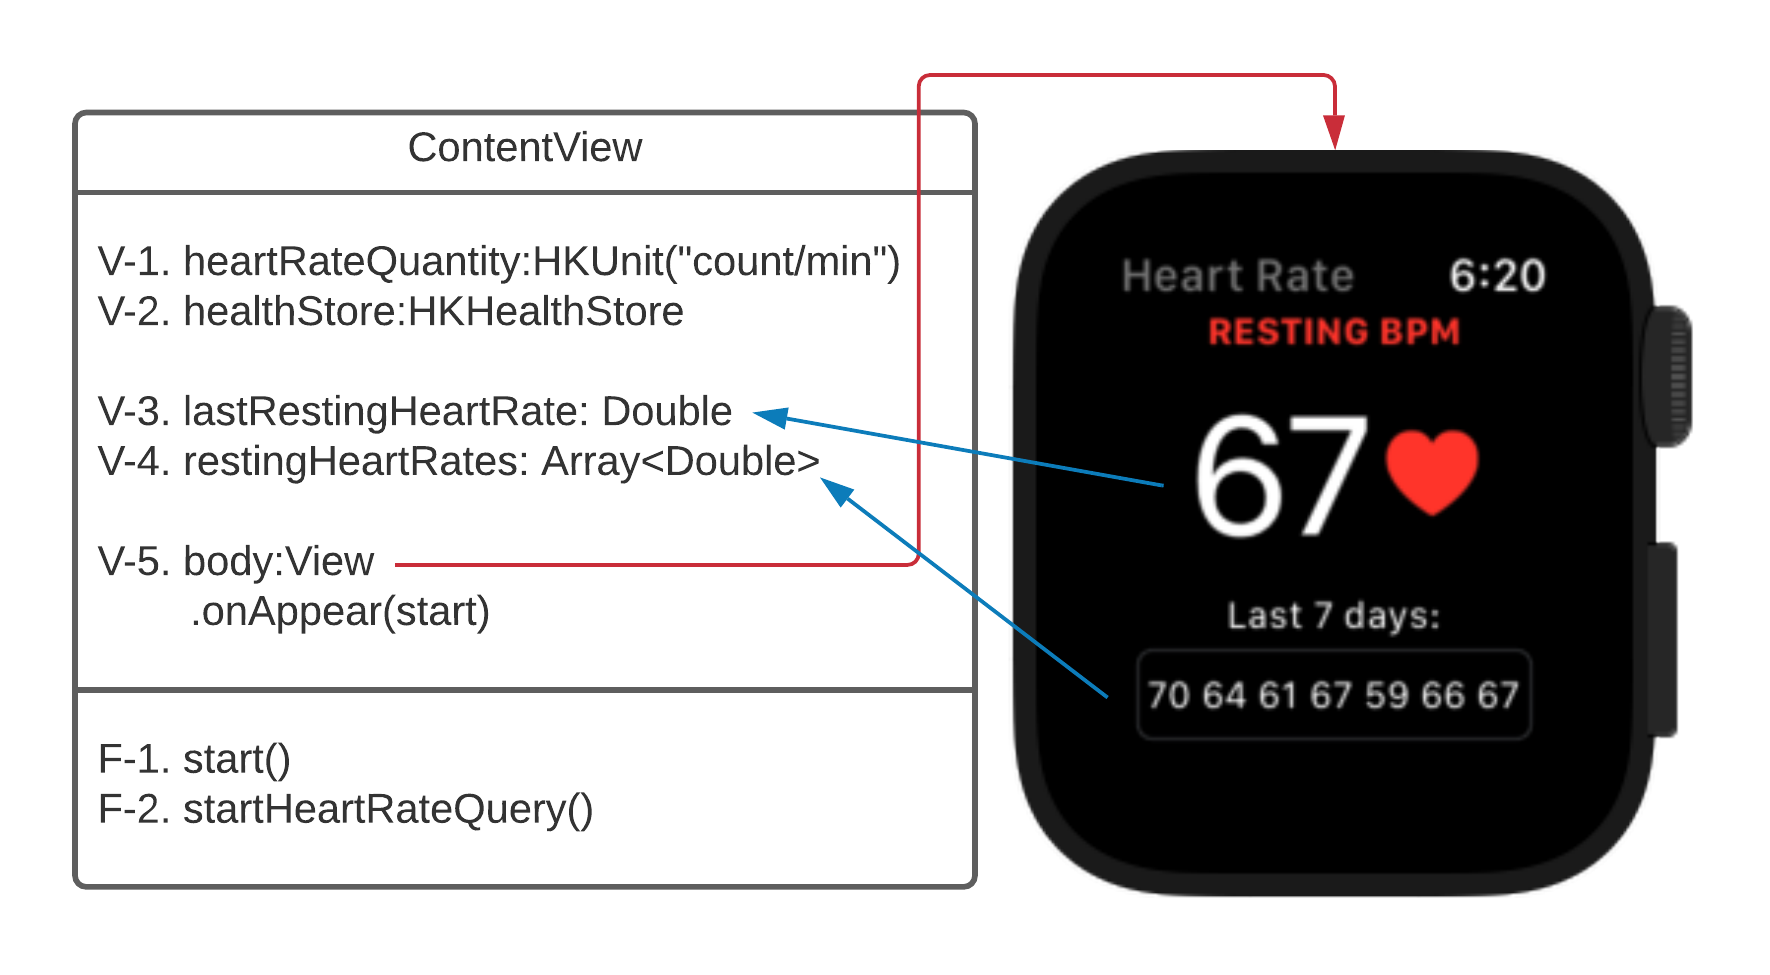 ContentView
V-1. heartRateQuantity:HKUnit("count/min")
V-2. healthStore:HKHealthStore
V-3. lastRestingHeartRate: Double
V-4. restingHeartRates: Array<Double>
V-5. body:View
.onAppear(start)
F-1. start()
F-2. startHeartRateQuery()
Heart Rate 6:20
RESTING BPM
67
Last 7 days:
70 64 61 67 59 66 67